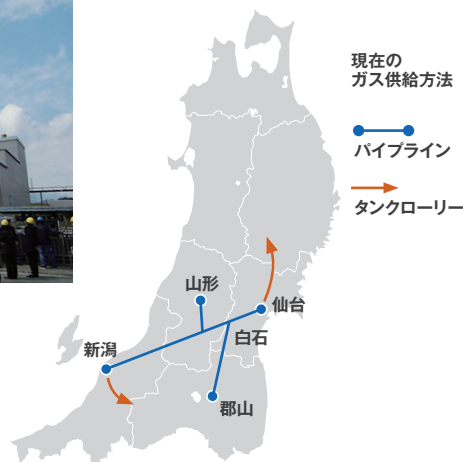 現在の
ガス供給方法
パイプライン
タンクローリー
山形
仙台
白石
新潟
郡山